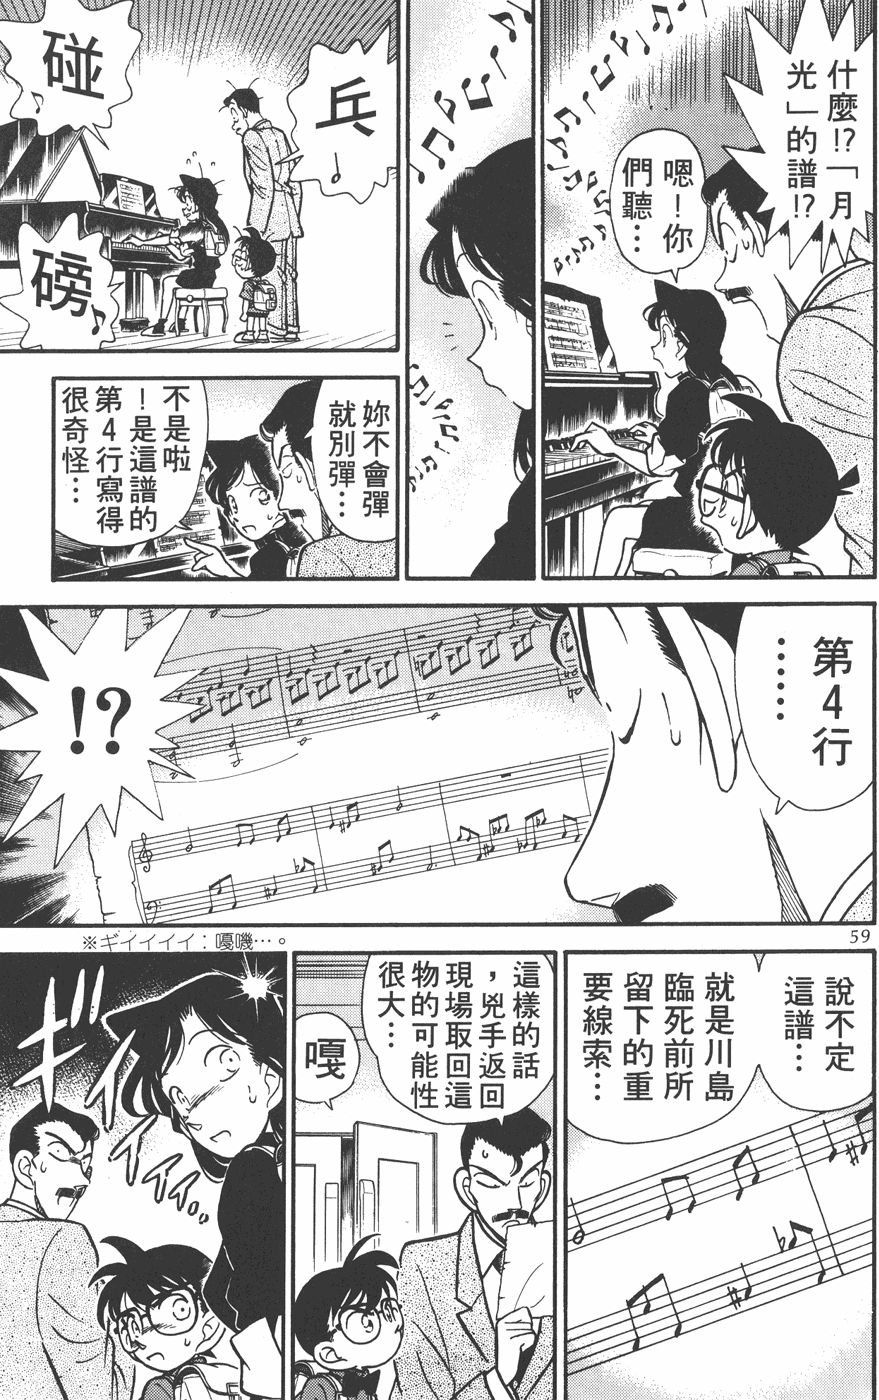 什麼!?「月
光」的譜!?
嗯!你
們聽…
乒
碰
磅
妳不會彈
就別彈…
不是啦
!是這譜的
第4行寫得
很奇怪…
第4行
……
!?
59
說不定
這譜…
就是川島
臨死前所
留下的重
要線索…
這樣的話
,兇手返回
現場取回這
物的可能性
很大…
嘎
※ギイイイイ:嘎嘰…。
ギイイイイ。